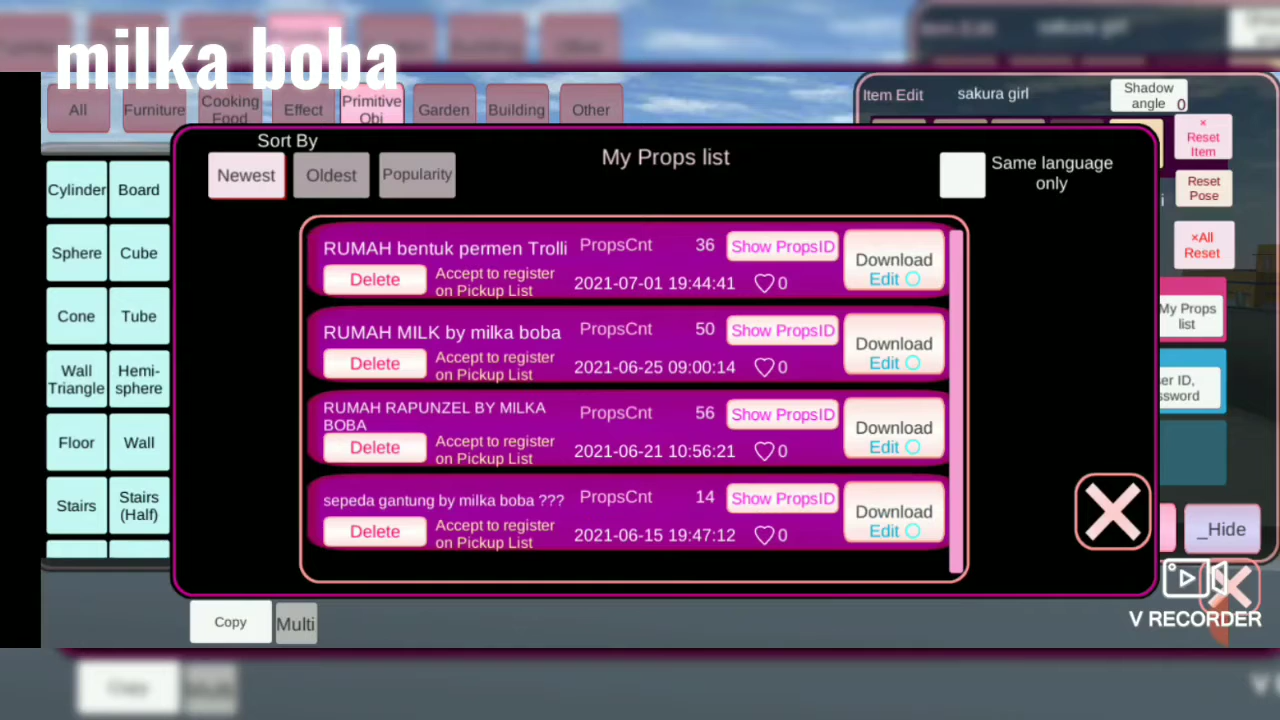 milka boba
All
Furniture
Cooking
Food
Effect
Primitive
Obj
Garden
Building
Other
Item Edit
sakura girl
Shadow
angle 0
×
Reset
Item
Reset
Pose
×All
Reset
My Props
list
er ID,
ssword
_Hide
Cylinder
Board
Sphere
Cube
Cone
Tube
Wall
Triangle
Hemi-
sphere
Floor
Wall
Stairs
Stairs
(Half)
Sort By
Newest
Oldest
Popularity
My Props list
Same language
only
RUMAH bentuk permen Trolli
PropsCnt 36
Show PropsID
Download
Edit
Delete
Accept to register
on Pickup List
2021-07-01 19:44:41
0
RUMAH MILK by milka boba
PropsCnt 50
Show PropsID
Download
Edit
Delete
Accept to register
on Pickup List
2021-06-25 09:00:14
0
RUMAH RAPUNZEL BY MILKA
BOBA
PropsCnt 56
Show PropsID
Download
Edit
Delete
Accept to register
on Pickup List
2021-06-21 10:56:21
0
sepeda gantung by milka boba ???
PropsCnt 14
Show PropsID
Download
Edit
Delete
Accept to register
on Pickup List
2021-06-15 19:47:12
0
Copy
Multi
V RECORDER